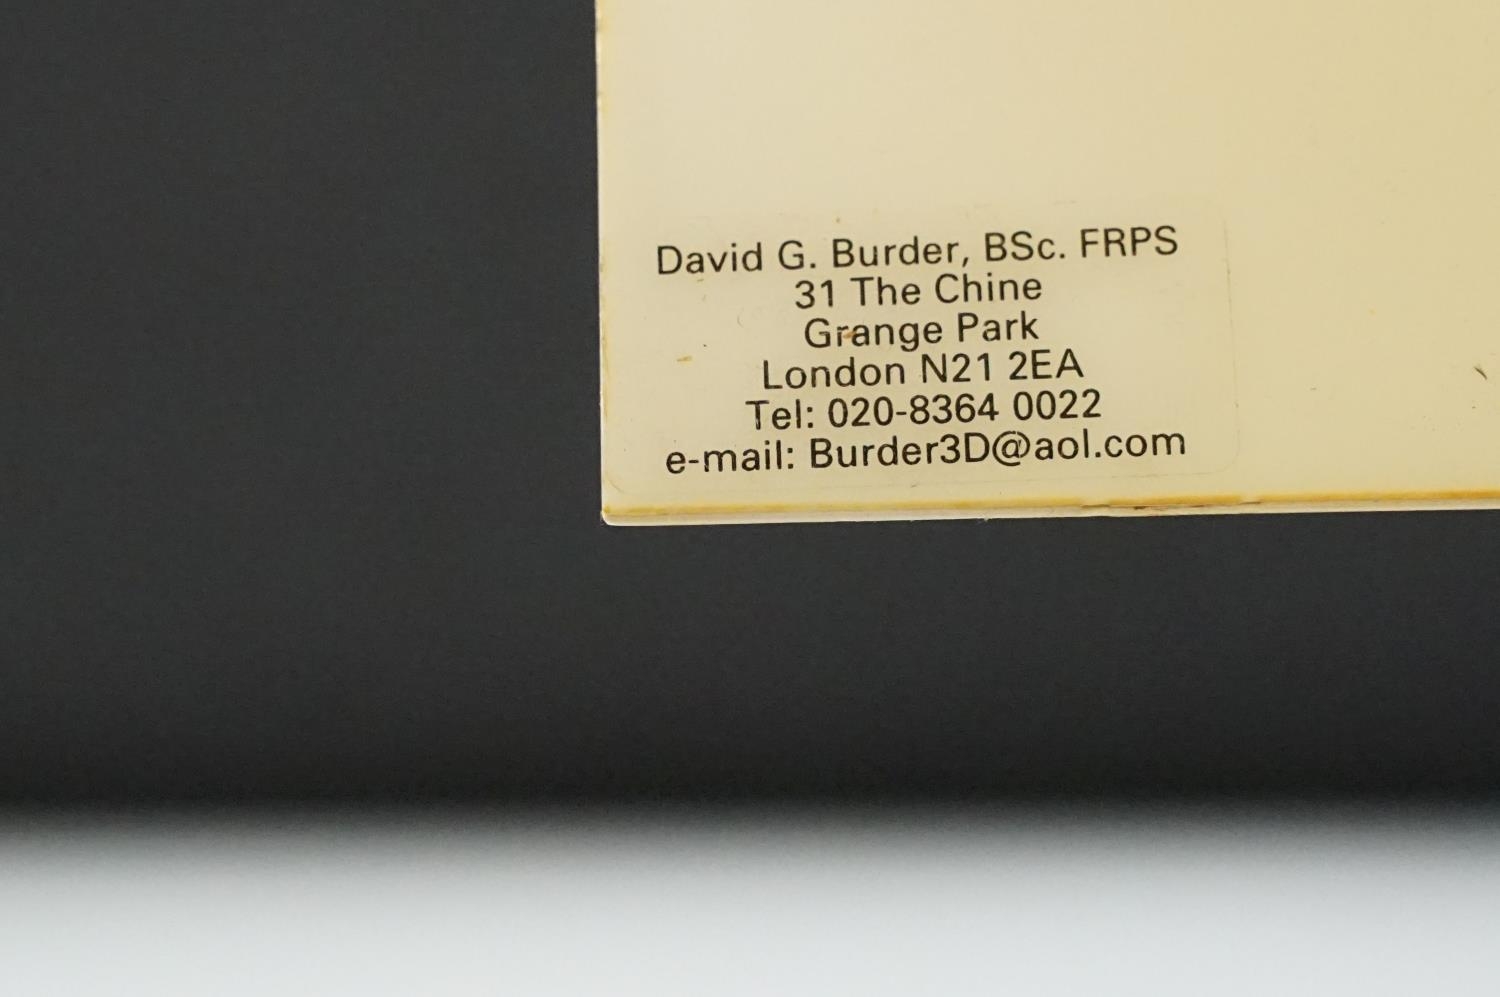 David G. Burder, BSc. FRPS
31 The Chine
Grange Park
London N21 2EA
Tel: 020-8364 0022
e-mail: Burder3D@aol.com